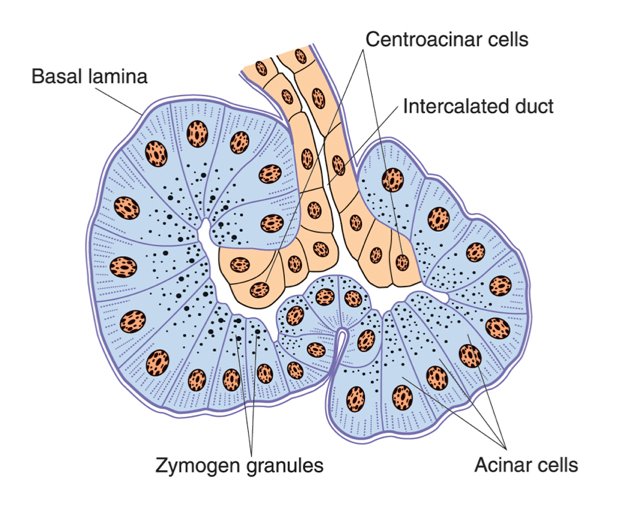 Centroacinar cells
Basal lamina
Intercalated duct
Zymogen granules
Acinar cells